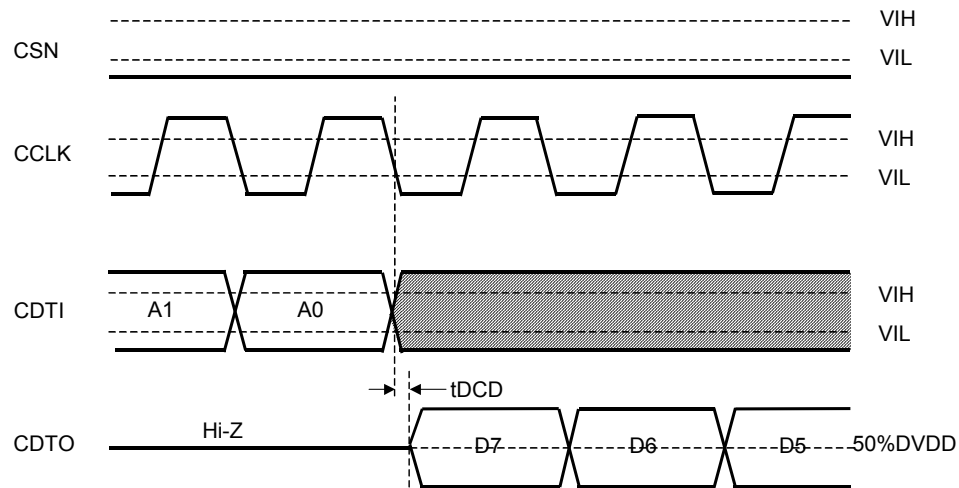 VIH
CSN
VIL
VIH
CCLK
VIL
VIH
CDTI A1 A0
VIL
tDCD
Hi-Z
CDTO D7 D6 D5 50%DVDD